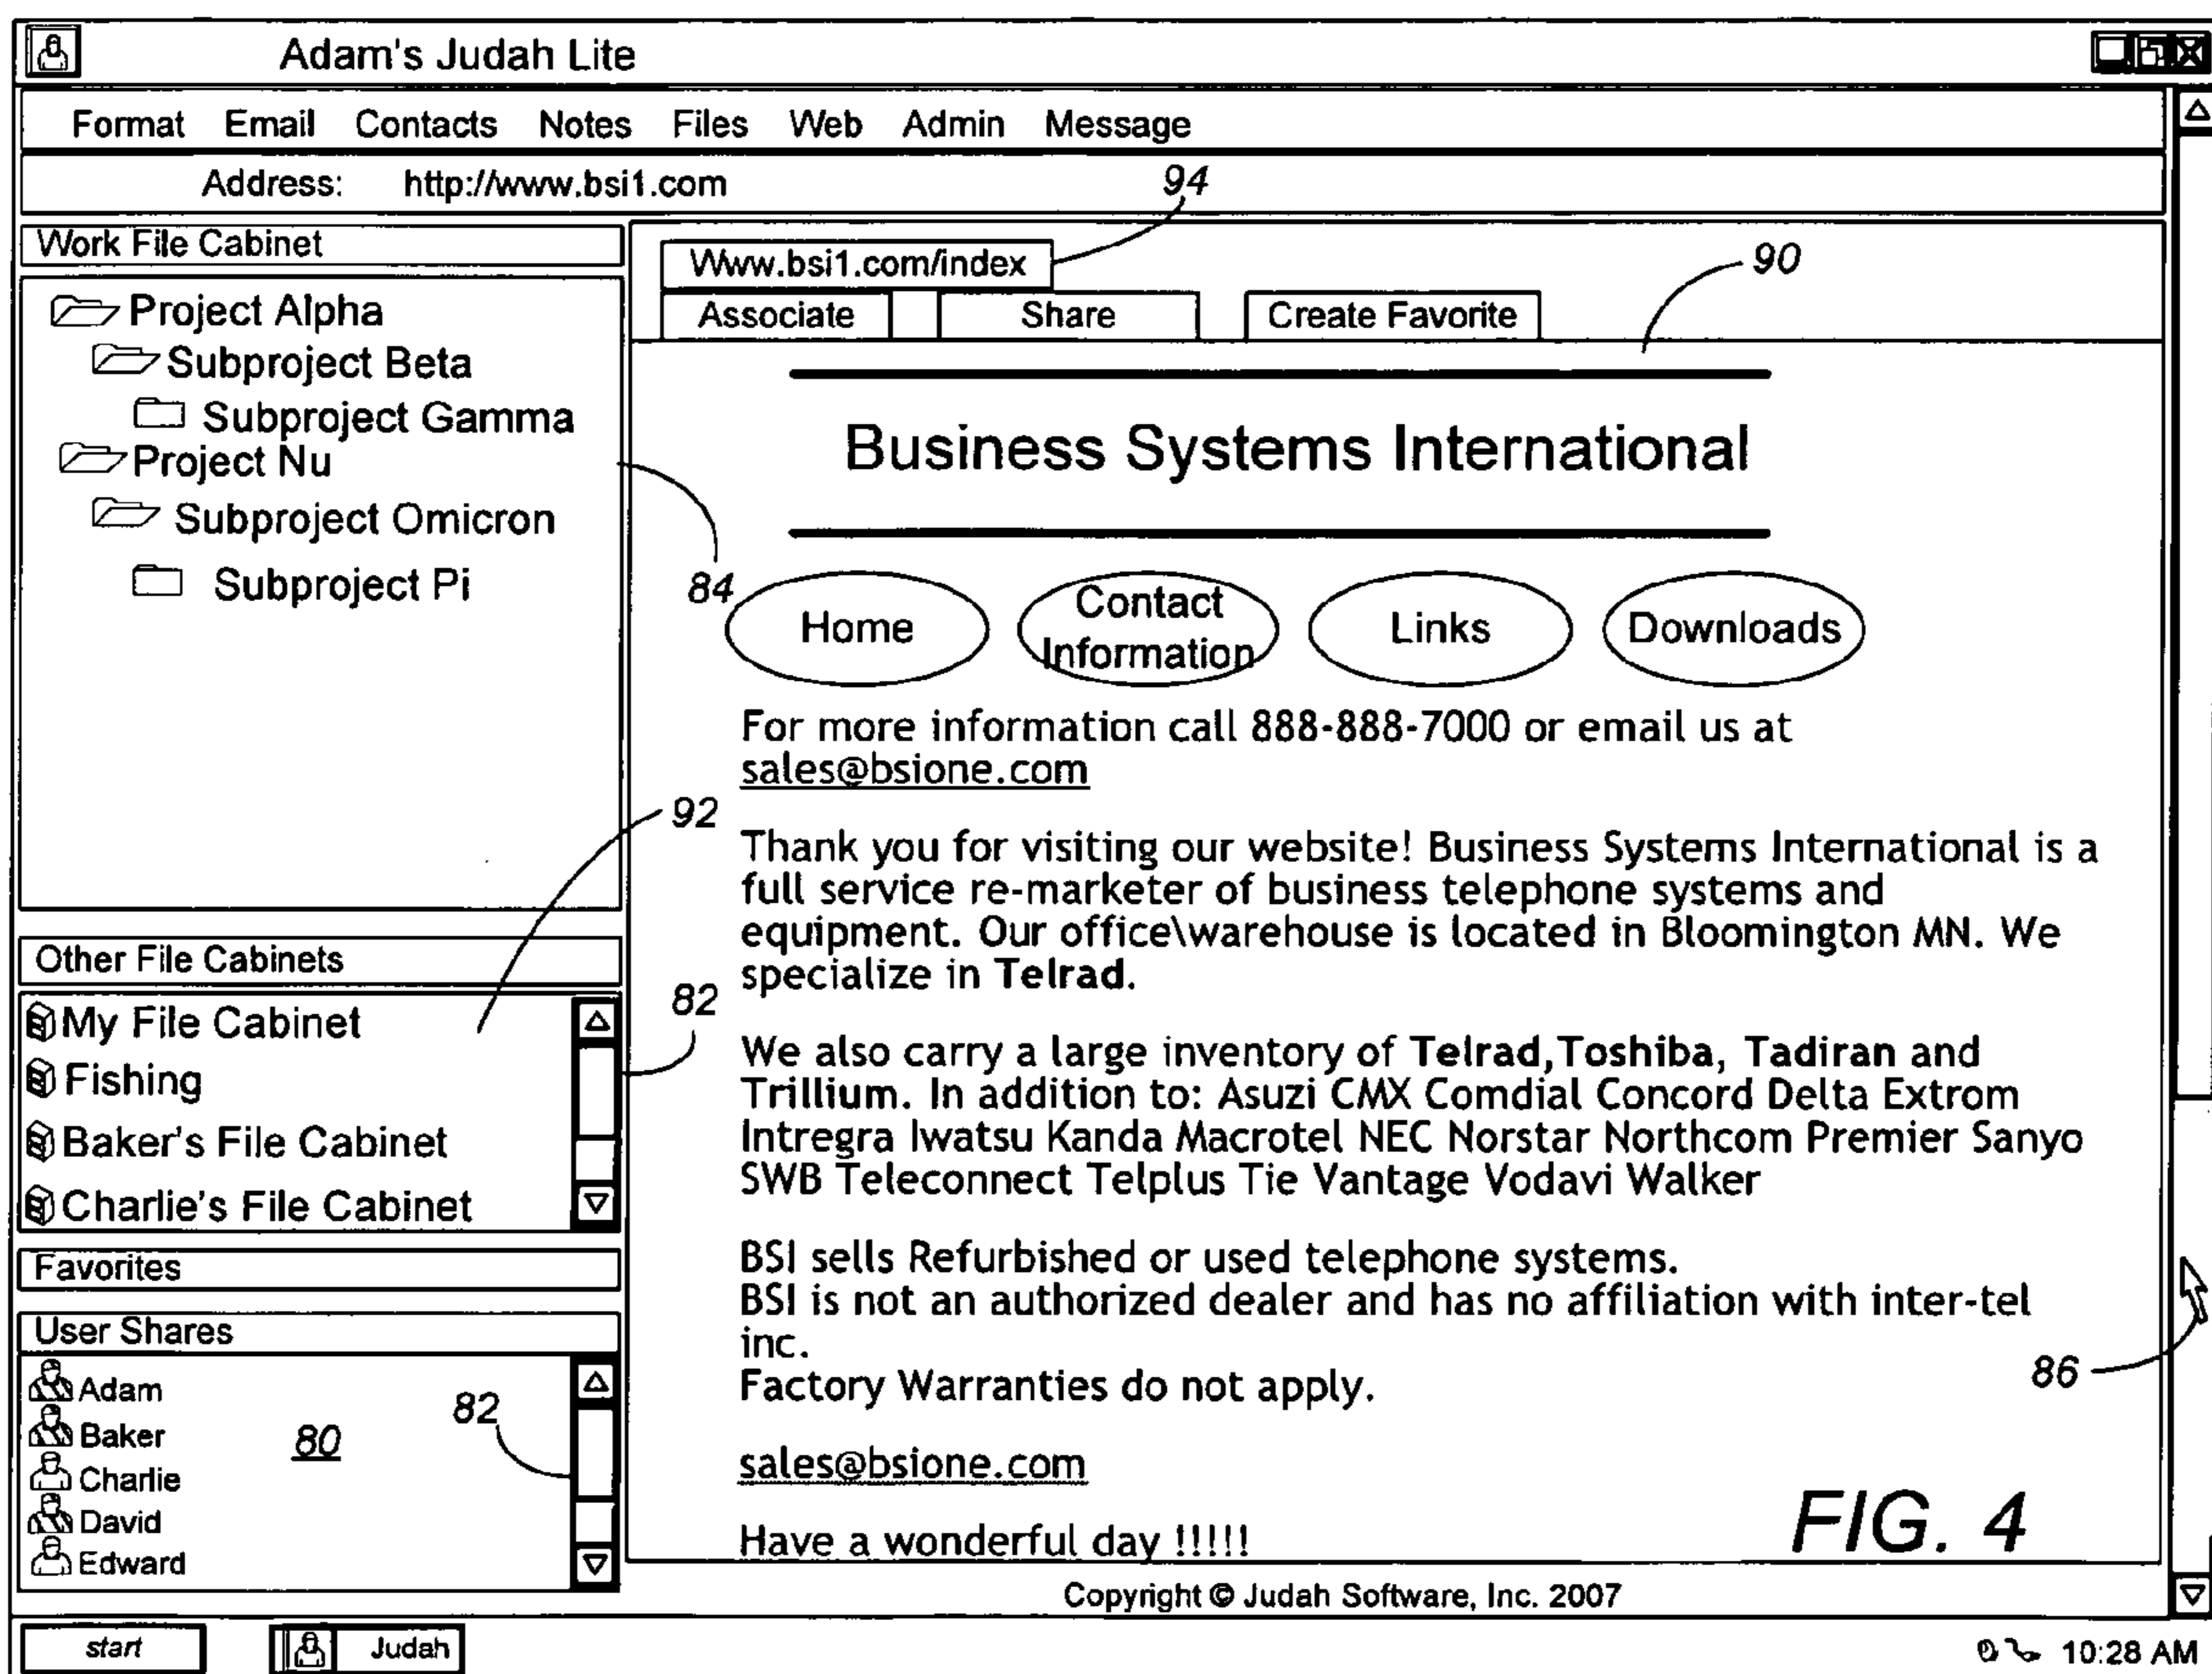 Adam's Judah Lite
Format Email Contacts Notes Files Web Admin Message
Address: http://www.bsi1.com
94
Work File Cabinet
Project Alpha
Subproject Beta
Subproject Gamma
Project Nu
Subproject Omicron
Subproject Pi
84
92
Other File Cabinets
My File Cabinet
Fishing
Baker's File Cabinet
Charlie's File Cabinet
82
Favorites
User Shares
Adam
Baker
Charlie
David
Edward
80
82
Www.bsi1.com/index
90
Associate Share Create Favorite
Business Systems International
Home Contact Information Links Downloads
For more information call 888-888-7000 or email us at
sales@bsione.com
Thank you for visiting our website! Business Systems International is a
full service re-marketer of business telephone systems and
equipment. Our office\warehouse is located in Bloomington MN. We
specialize in Telrad.
We also carry a large inventory of Telrad,Toshiba, Tadiran and
Trillium. In addition to: Asuzi CMX Comdial Concord Delta Extrom
Intregra Iwatsu Kanda Macrotel NEC Norstar Northcom Premier Sanyo
SWB Teleconnect Telplus Tie Vantage Vodavi Walker
BSI sells Refurbished or used telephone systems.
BSI is not an authorized dealer and has no affiliation with inter-tel
inc.
Factory Warranties do not apply.
86
sales@bsione.com
Have a wonderful day !!!!!
FIG. 4
Copyright © Judah Software, Inc. 2007
start Judah 10:28 AM